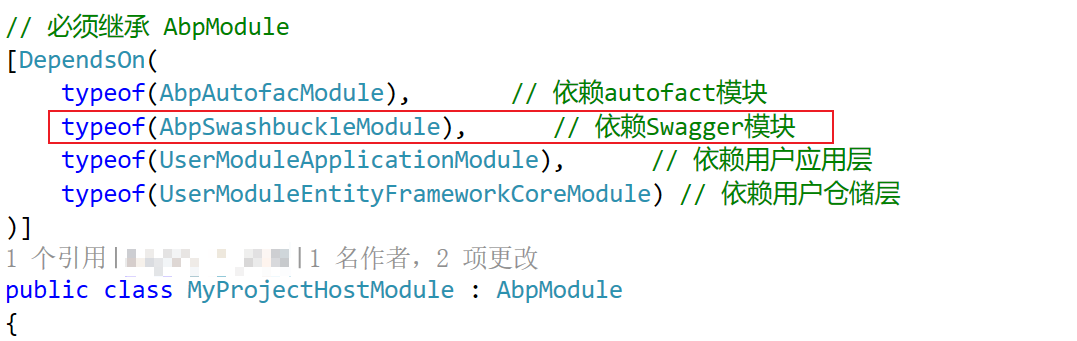 // 必须继承 AbpModule
[DependsOn(
    typeof(AbpAutofacModule),      // 依赖autofact模块
    typeof(AbpSwashbuckleModule),     // 依赖Swagger模块
    typeof(UserModuleApplicationModule),     // 依赖用户应用层
    typeof(UserModuleEntityFrameworkCoreModule) // 依赖用户仓储层
)]
1 个引用||1 名作者，2 项更改
public class MyProjectHostModule : AbpModule
{